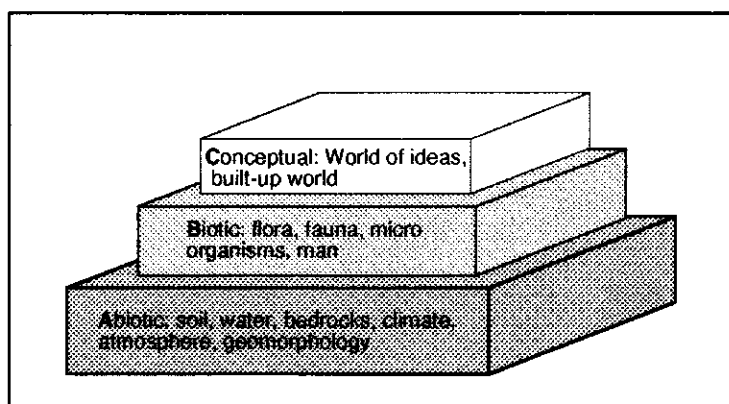 Conceptual: World of ideas,
built-up world
Biotic: flora, fauna, micro
organisms, man
Abiotic, soil, water, bedrocks, climate,
atmosphere, geomorphology